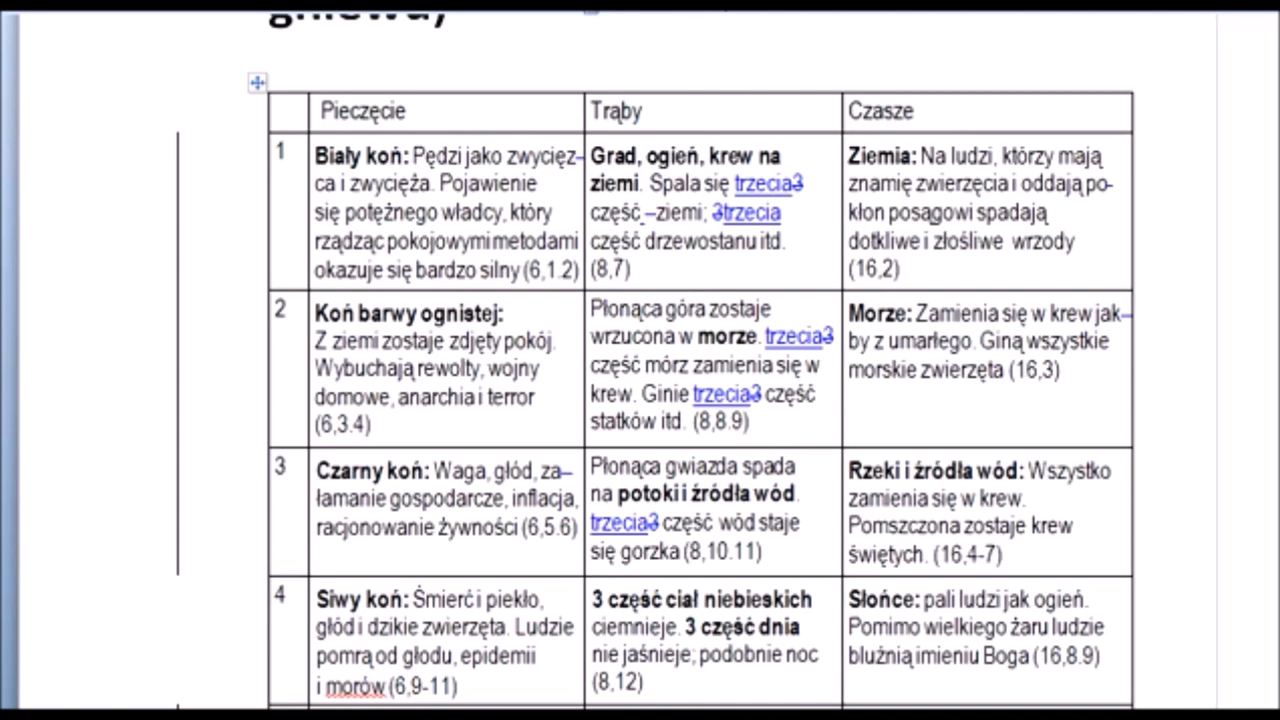 gniewu)
Pieczęcie
Trąby
Czasze
1
Biały koń: Pędzi jako zwycięz-
ca i zwycięża. Pojawienie
się potężnego władcy, który
rządząc pokojowymi metodami
okazuje się bardzo silny (6,1.2)
Grad, ogień, krew na
ziemi. Spala się trzecia3
część -ziemi; 3trzecia
część drzewostanu itd.
(8,7)
Ziemia: Na ludzi, którzy mają
znamię zwierzęcia i oddają po-
kłon posągowi spadają
dotkliwe i złośliwe wrzody
(16,2)
2
Koń barwy ognistej:
Z ziemi zostaje zdjęty pokój.
Wybuchają rewolty, wojny
domowe, anarchia i terror
(6,3.4)
Płonąca góra zostaje
wrzucona w morze. trzecia3
część mórz zamienia się w
krew. Ginie trzecia3 część
statków itd. (8,8.9)
Morze: Zamienia się w krew jak-
by z umarłego. Giną wszystkie
morskie zwierzęta (16,3)
3
Czarny koń: Waga, głód, za-
łamanie gospodarcze, inflacja,
racjonowanie żywności (6,5.6)
Płonąca gwiazda spada
na potoki i źródła wód.
trzecia3 część wód staje
się gorzka (8,10.11)
Rzeki i źródła wód: Wszystko
zamienia się w krew.
Pomszczona zostaje krew
świętych. (16,4-7)
4
Siwy koń: Śmierć i piekło,
głód i dzikie zwierzęta. Ludzie
pomrą od głodu, epidemii
i morów (6,9-11)
3 część ciał niebieskich
ciemnieje. 3 część dnia
nie jaśnieje; podobnie noc
(8,12)
Słońce: pali ludzi jak ogień.
Pomimo wielkiego żaru ludzie
bluźnią imieniu Boga (16,8.9)